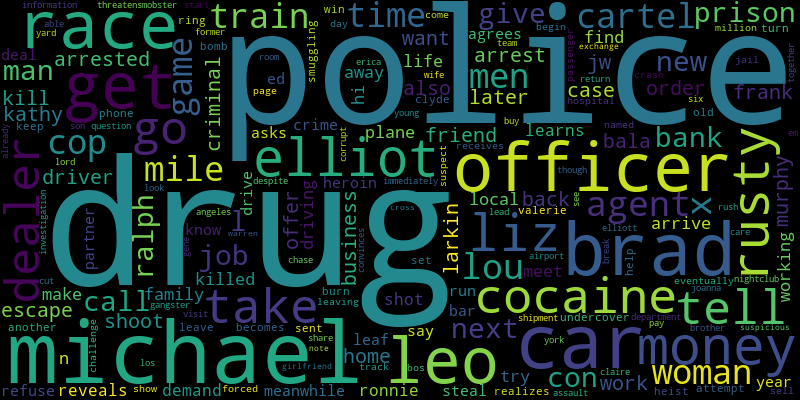 threatensmobster
information start
able former win come
race train time give cartel prison
yard ring smuggling day begin
deal bomb want agrees find team million turn
man arrested game police away life men arrest new jail
kill ed room erica passenger exchange crash together
get hi wife jw order frank
kathy phone page clyde also later case hospital six
keep son question criminal young return
cop go asks crime plane friend learns buy named old
already lord corrupt receives bala bank though
dealer driver mile elliot suspect officer
look despite heroin immediately
investigation partner angeles drive drug cross local back agent x rusty murphy
ralph know offer driving business lead valerie see rush
i warren larkin liz brad arrive
gene job chase set lou elliott care working
cut convinces meet break help
escape make family killed burn run airport nightclub
call take leaving shot bar cocaine tell
another gangster visit eventually joanna
shoot leave becomes say next shipment undercover department pay
michael sent leaf leo york car money brother suspicious
n challenge share home bos con claire woman
los note track try work year
refuse reveals show demand forced girlfriend meanwhile ronnie steal realizes assault heist attempt sell